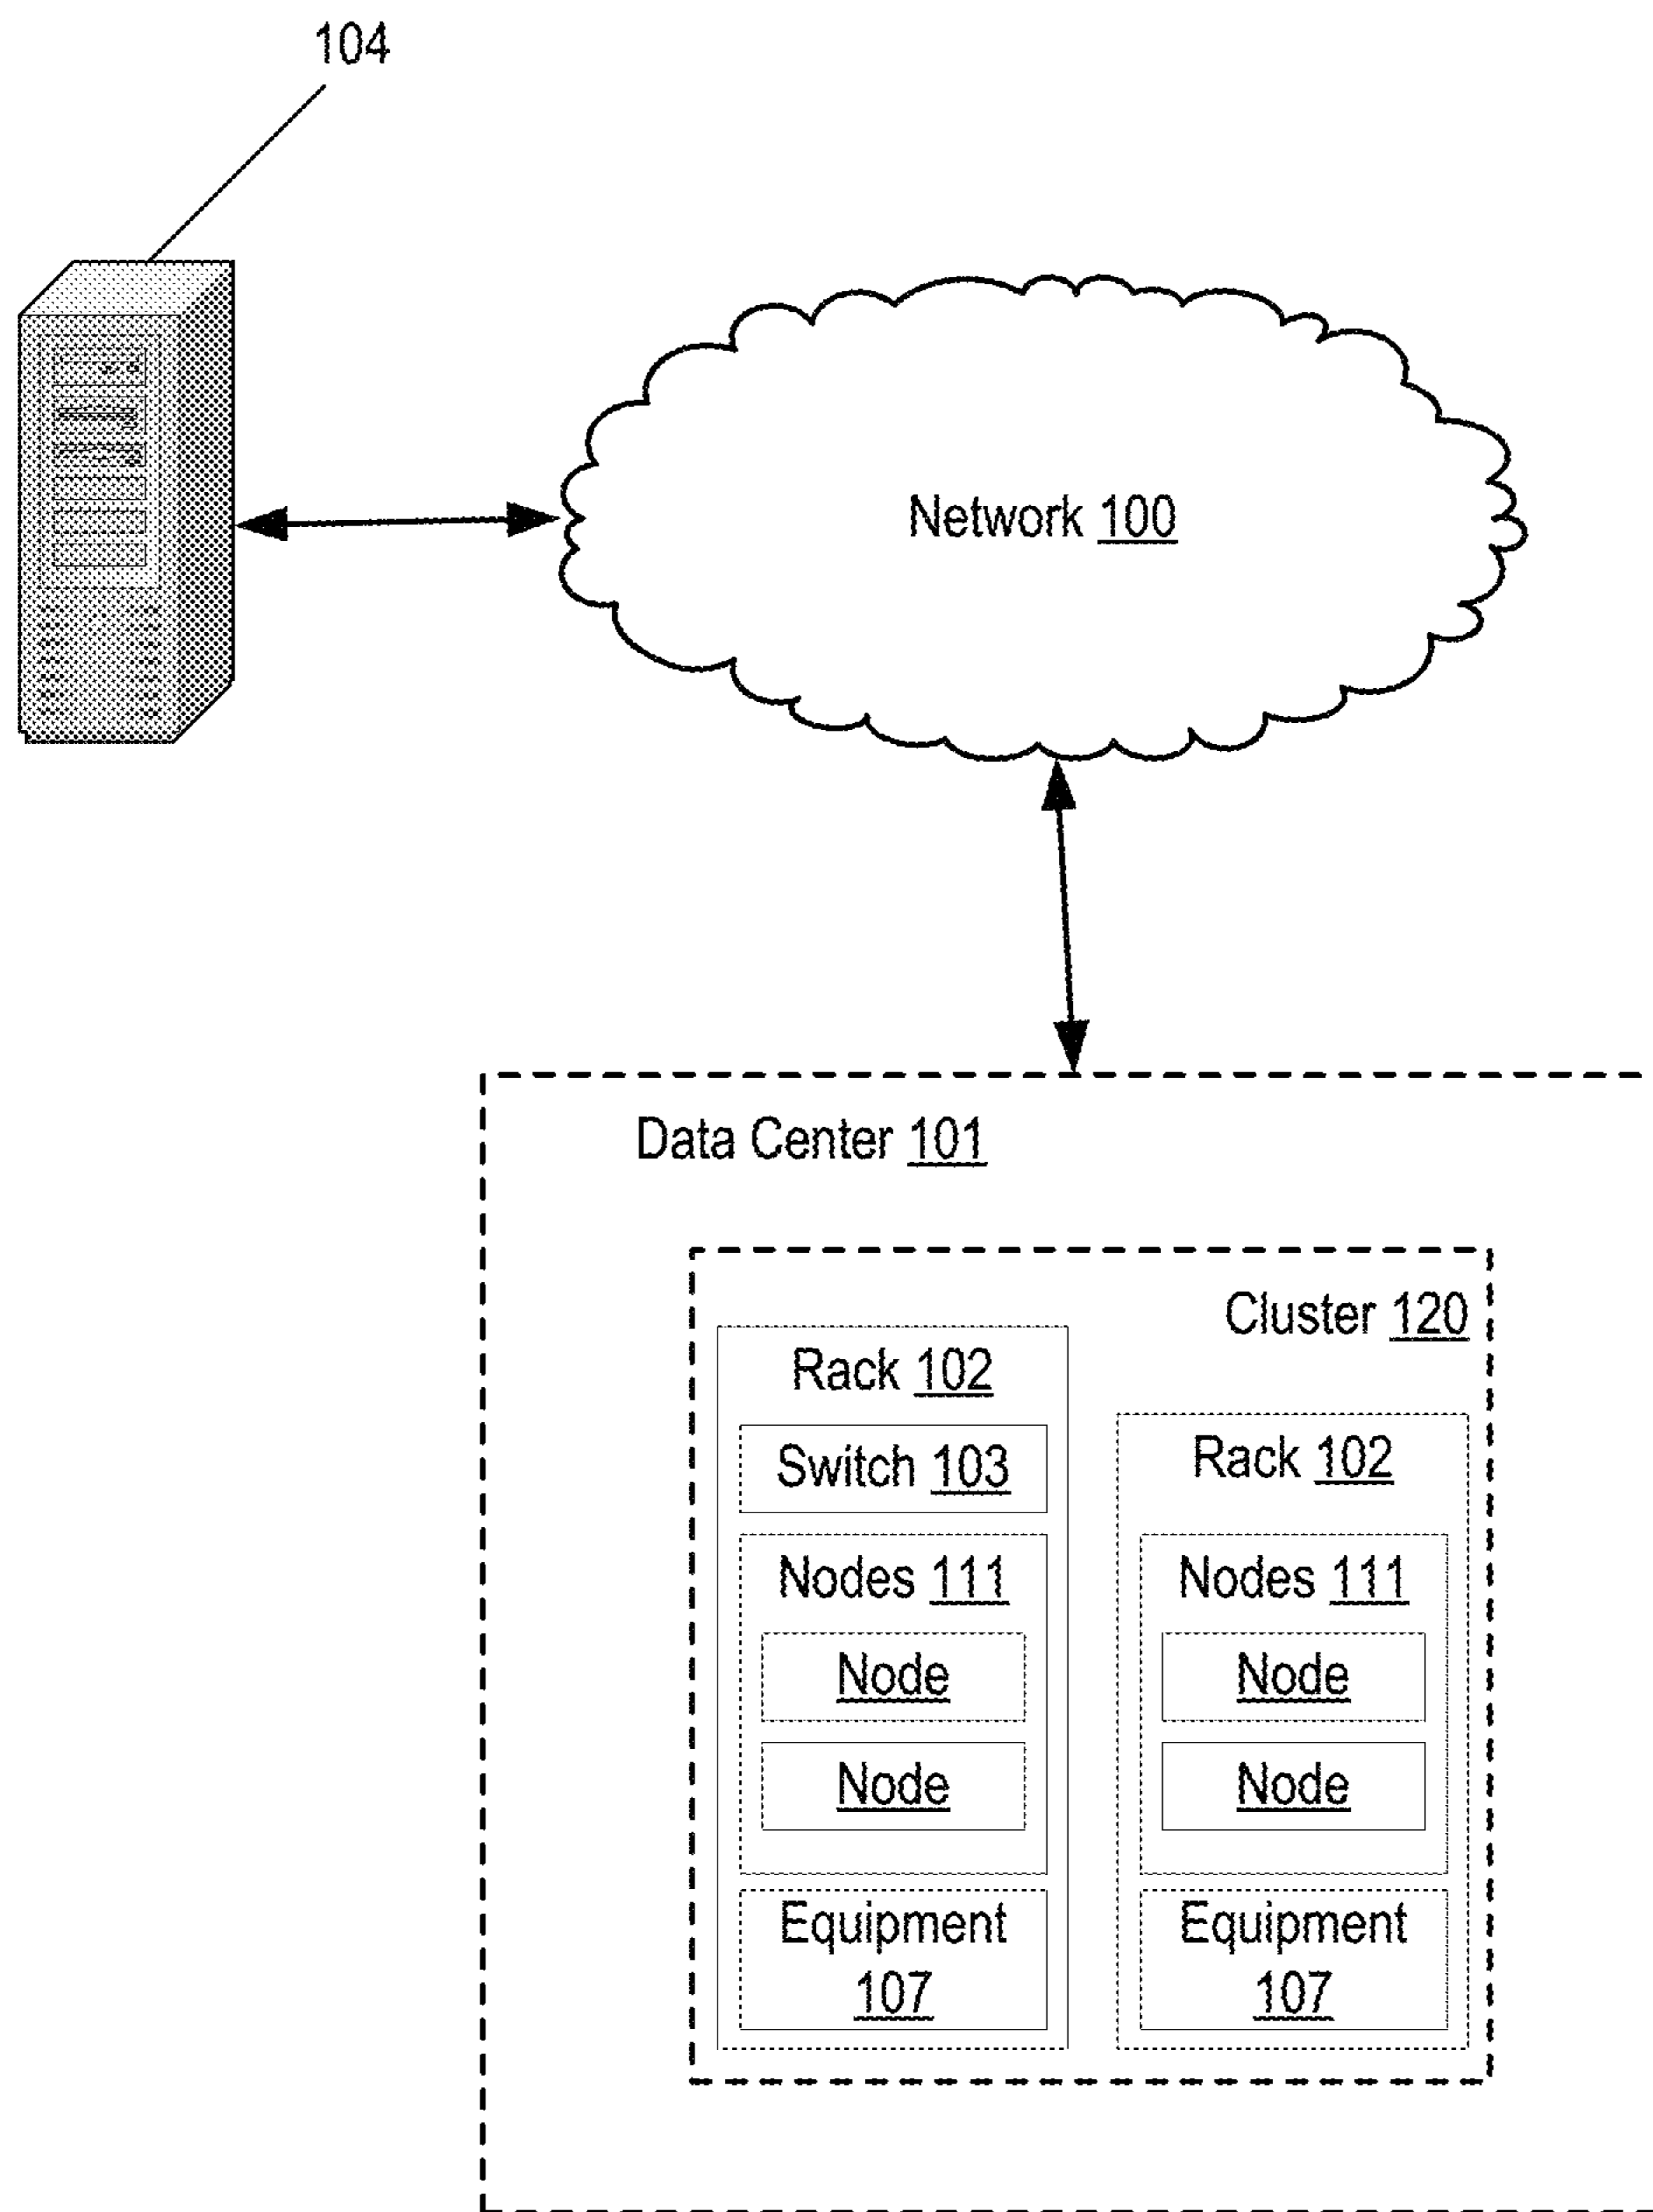 104
Network 100
Data Center 101
Cluster 120
Rack 102
Switch 103
Nodes 111
Node
Node
Equipment
107
Rack 102
Nodes 111
Node
Node
Equipment
107